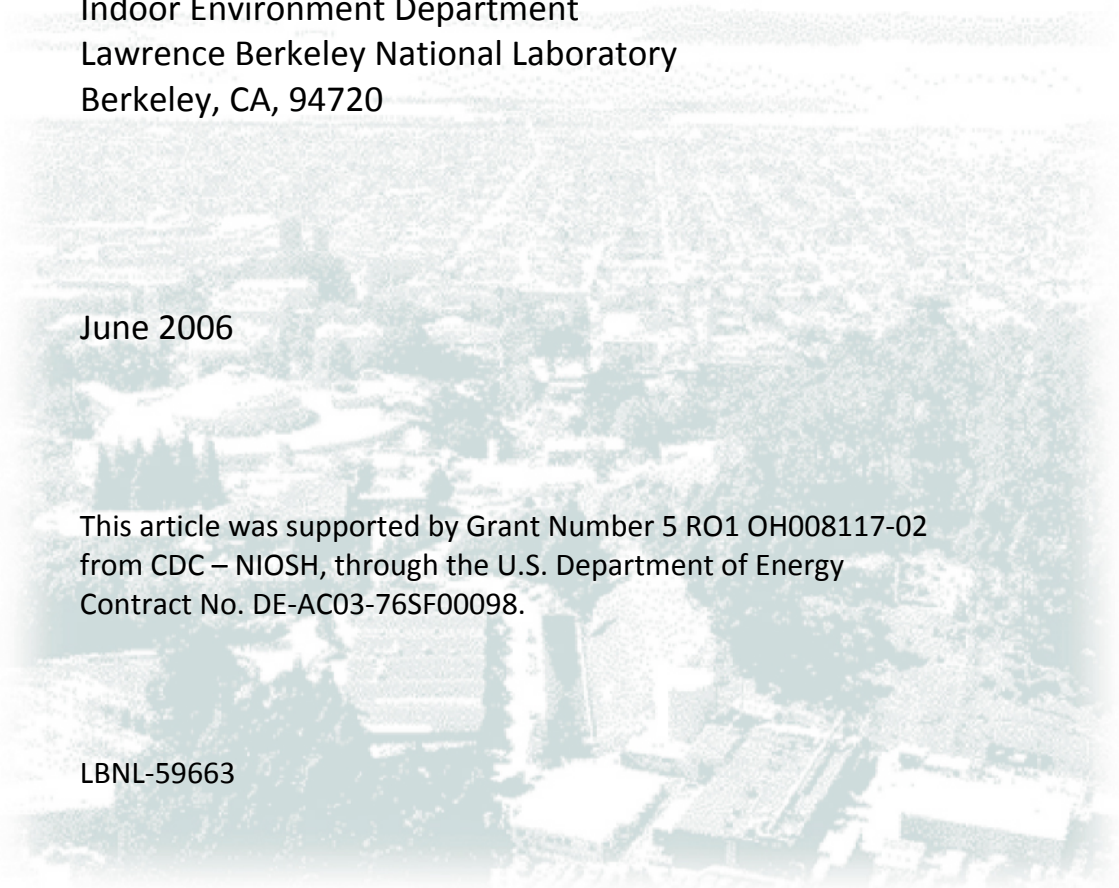 Indoor Environment Department
Lawrence Berkeley National Laboratory
Berkeley, CA, 94720
June 2006
This article was supported by Grant Number 5 RO1 OH008117-02
from CDC – NIOSH, through the U.S. Department of Energy
Contract No. DE-AC03-76SF00098.
LBNL-59663